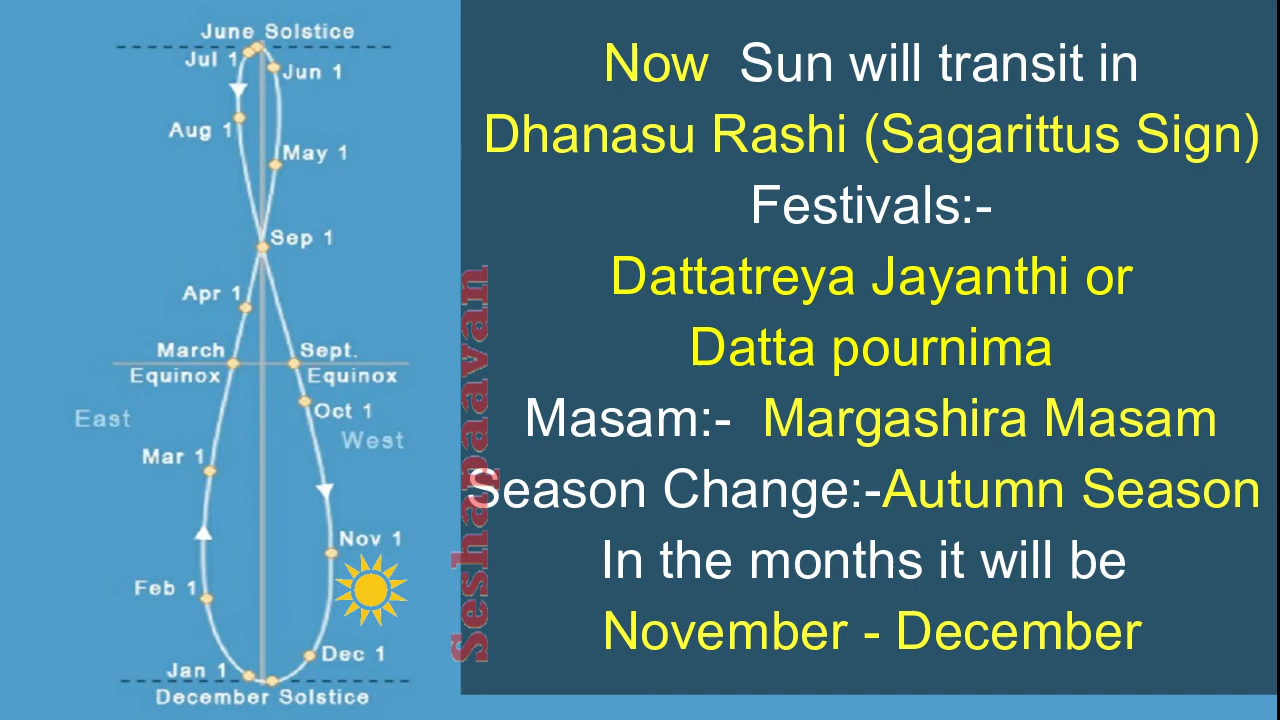 June Solstice
Jul 1
Jun 1
Aug 1
May 1
Sep 1
Apr 1
March
Equinox
Sept.
Equinox
East
Oct 1
West
Mar 1
Nov 1
Feb 1
Dec 1
Jan 1
December Solstice
Seshapaavan
Now Sun will transit in
Dhanasu Rashi (Sagarittus Sign)
Festivals:-
Dattatreya Jayanthi or
Datta pournima
Masam:- Margashira Masam
Season Change:-Autumn Season
In the months it will be
November - December